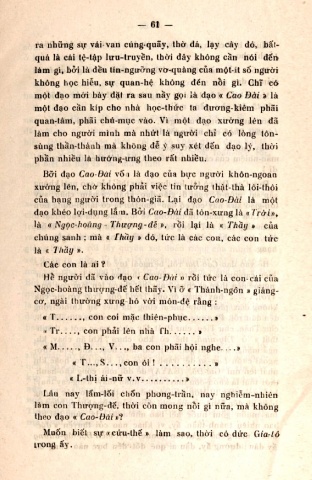 — 61 —
ra những sự vái-van cúng-quảy, thờ đá, lạy cây đó, bất-
quá là cái tệ-tập lưu-truyền, thời đây không cần nói đến
làm gì, bởi là đều tín-ngưỡng vơ-quàng của một-ít số người
không học hiểu, sự quan-hệ không đến nỗi gì. Chỉ có
một đạo mới bày đặt ra sau nầy gọi là đạo « Cao Đài » là
một đạo cần kíp cho nhà học-thức ta đương-kiêm phải
quan-tâm, phải chú-mục vào. Vì một đạo xướng lên đã
làm cho người mình mà nhứt là người chỉ có lòng tôn-
sùng thần-thánh mà không để ý suy xét đến đạo lý, thời
phần nhiều là hướng-ưng theo rất nhiều.
Bỡi đạo Cao-Đài vốn là đạo của bực người khôn-ngoan
xướng lên, chớ không phải việc tin tưởng thật-thà lôi-thôi
của hạng người trong thôn-giã. Lại đạo Cao-Đài là một
đạo khéo lợi-dụng lắm. Bởi Cao-Đài đã tôn-xưng là « Trời »,
là « Ngọc-hoàng - Thượng-đế », rồi lại là « Thầy » của
chúng sanh ; mà « Thầy » đó, tức là các con, các con tức
là « Thầy ».
Các con là ai ?
Hễ người đã vào đạo « Cao-Đài » rồi tức là con-cái của
Ngọc-hoàng thượng-đế hết thảy. Vì ở « Thánh-ngôn » giáng-
cơ, ngài thường xưng-hô với môn-đệ rằng :
« T......, con coi mặc thiện-phục...... »
« Tr...., con phải lên nhà Th...... »
« M....., Đ..., V..., ba con phải hội nghe.... »
« T..., S..., con ôi ! ........... »
« L-thị ái-nữ v.v.......... »
Lâu nay lấm-lối chốn phong-trần, nay nghiễm-nhiên
làm con Thượng-đế, thời còn mong nỗi gì nữa, mà không
theo đạo « Cao-Đài »?
Muốn biết sự « cứu-thế » làm sao, thời có đức Gia-tô
trong ấy.